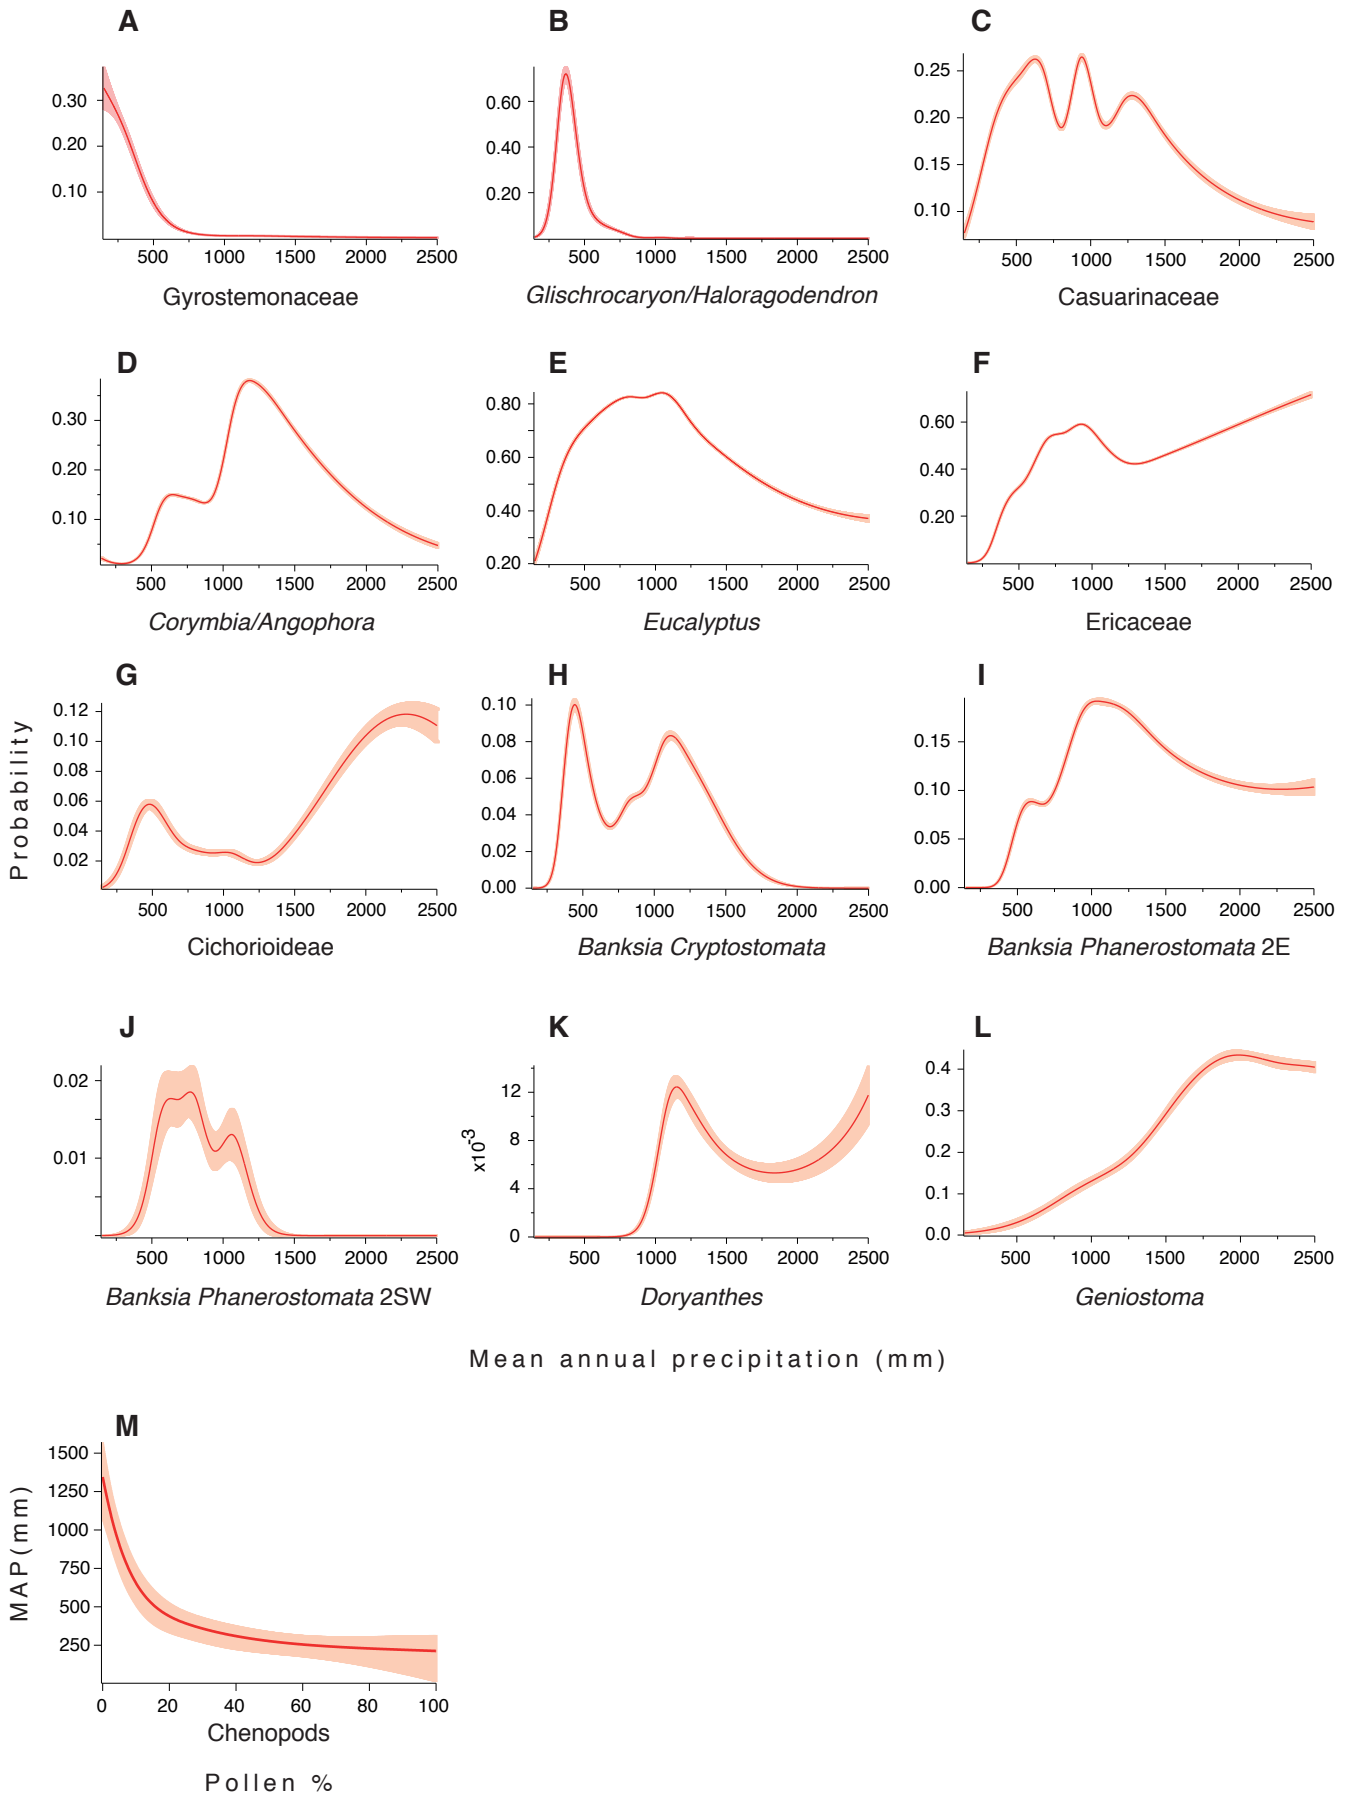 A
0.30
0.20
0.10
500 1000 1500 2000 2500
Gyrostemonaceae
B
0.60
0.40
0.20
500 1000 1500 2000 2500
Glischrocaryon/Haloragodendron
C
0.25
0.20
0.15
0.10
500 1000 1500 2000 2500
Casuarinaceae
D
0.30
0.20
0.10
500 1000 1500 2000 2500
Corymbia/Angophora
E
0.80
0.60
0.40
0.20
500 1000 1500 2000 2500
Eucalyptus
F
0.60
0.40
0.20
500 1000 1500 2000 2500
Ericaceae
Probability
G
0.12
0.10
0.08
0.06
0.04
0.02
500 1000 1500 2000 2500
Cichorioideae
H
0.10
0.08
0.06
0.04
0.02
0.00
500 1000 1500 2000 2500
Banksia Cryptostomata
I
0.15
0.10
0.05
0.00
500 1000 1500 2000 2500
Banksia Phanerostomata 2E
J
0.02
0.01
500 1000 1500 2000 2500
Banksia Phanerostomata 2SW
K
x10-3
12
8
4
0
500 1000 1500 2000 2500
Doryanthes
L
0.4
0.3
0.2
0.1
0.0
500 1000 1500 2000 2500
Geniostoma
Mean annual precipitation (mm)
M
MAP(mm)
1500
1250
1000
750
500
250
0 20 40 60 80 100
Chenopods
Pollen %